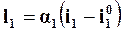 l₁ = α₁(i₁ − i₁⁰)